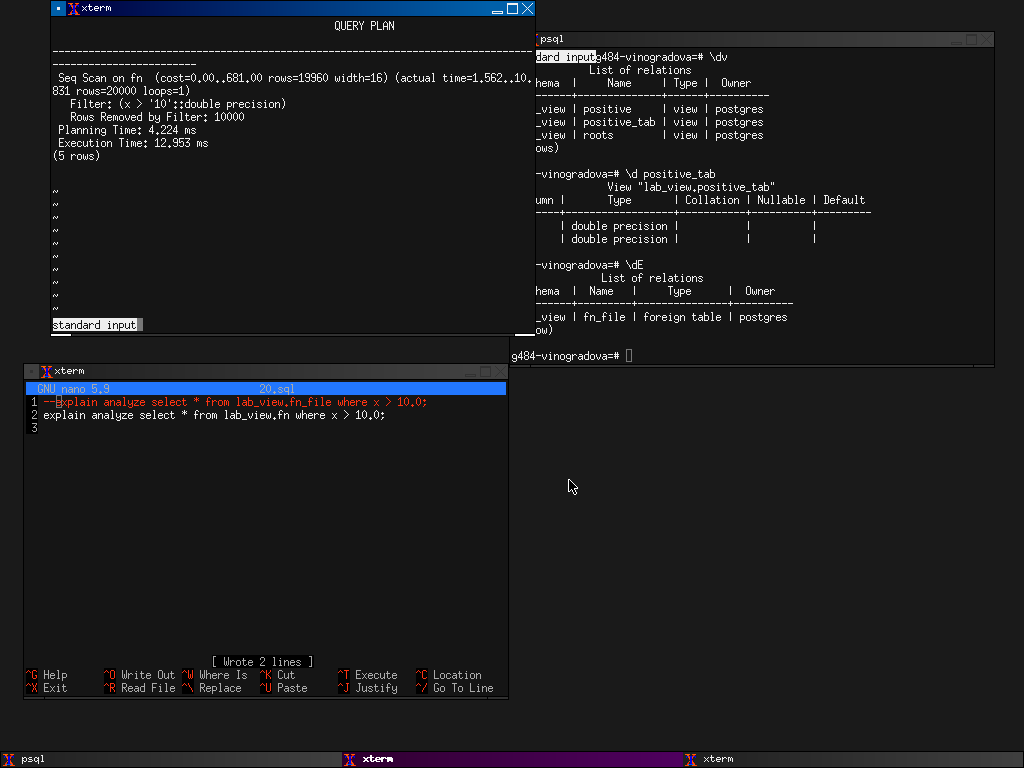 xterm
QUERY PLAN
--------------------------------------------------------------------------------
------------------------
Seq Scan on fn  (cost=0.00..681.00 rows=19960 width=16) (actual time=1.562..10.
831 rows=20000 loops=1)
Filter: (x > '10'::double precision)
Rows Removed by Filter: 10000
Planning Time: 4.224 ms
Execution Time: 12.953 ms
(5 rows)
~
~
~
~
~
~
~
~
~
~
standard input
psql
dard input g484-vinogradova=# \dv
List of relations
hema |     Name     | Type |  Owner
----+--------------+------+----------
_view | positive     | view | postgres
_view | positive_tab | view | postgres
_view | roots        | view | postgres
ows)
-vinogradova=# \d positive_tab
View "lab_view.positive_tab"
umn |       Type       | Collation | Nullable | Default
----+------------------+-----------+----------+---------
| double precision |           |          |
| double precision |           |          |
-vinogradova=# \dE
List of relations
hema |  Name   |     Type      |  Owner
------+---------+---------------+----------
_view | fn_file | foreign table | postgres
ow)
g484-vinogradova=#
xterm
GNU nano 5.9                         20.sql
1 --explain analyze select * from lab_view.fn_file where x > 10.0;
2 explain analyze select * from lab_view.fn where x > 10.0;
3
[ Wrote 2 lines ]
^G Help      ^O Write Out ^W Where Is  ^K Cut       ^T Execute   ^C Location
^X Exit      ^R Read File ^\ Replace   ^U Paste     ^J Justify   ^/ Go To Line
psql
xterm
xterm